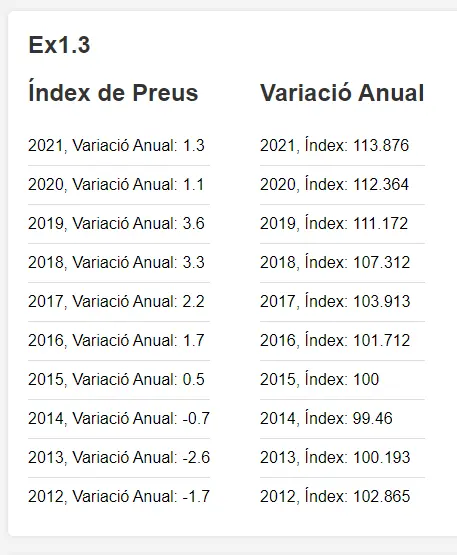 Ex1.3
Índex de Preus
2021, Variació Anual: 1.3
2020, Variació Anual: 1.1
2019, Variació Anual: 3.6
2018, Variació Anual: 3.3
2017, Variació Anual: 2.2
2016, Variació Anual: 1.7
2015, Variació Anual: 0.5
2014, Variació Anual: -0.7
2013, Variació Anual: -2.6
2012, Variació Anual: -1.7
Variació Anual
2021, Índex: 113.876
2020, Índex: 112.364
2019, Índex: 111.172
2018, Índex: 107.312
2017, Índex: 103.913
2016, Índex: 101.712
2015, Índex: 100
2014, Índex: 99.46
2013, Índex: 100.193
2012, Índex: 102.865